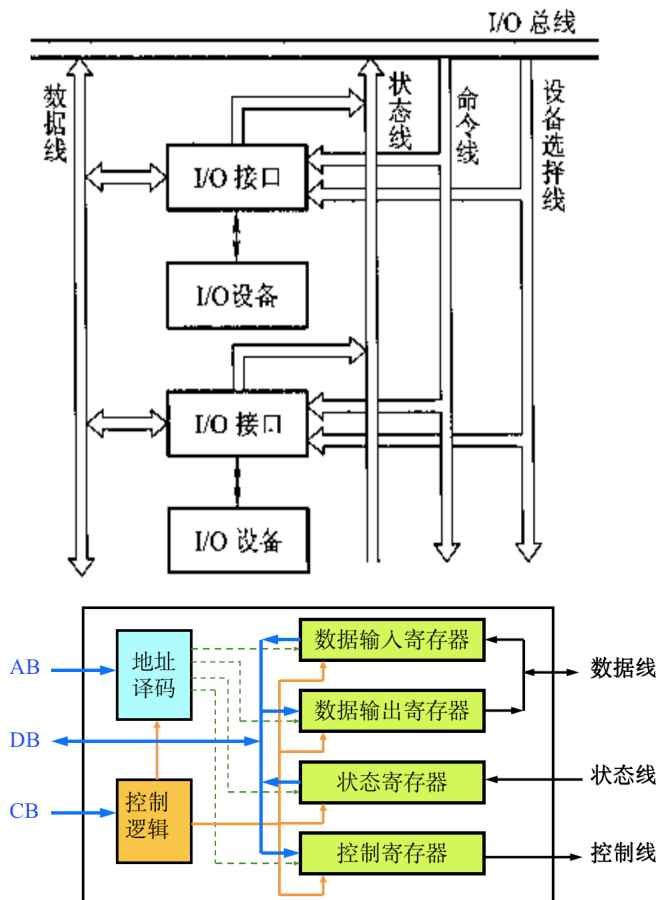 I/O 总线
数据线
状态线
命令线
设备选择线
I/O 接口
I/O设备
I/O 接口
I/O 设备
AB
DB
CB
地址
译码
控制
逻辑
数据输入寄存器
数据输出寄存器
状态寄存器
控制寄存器
数据线
状态线
控制线